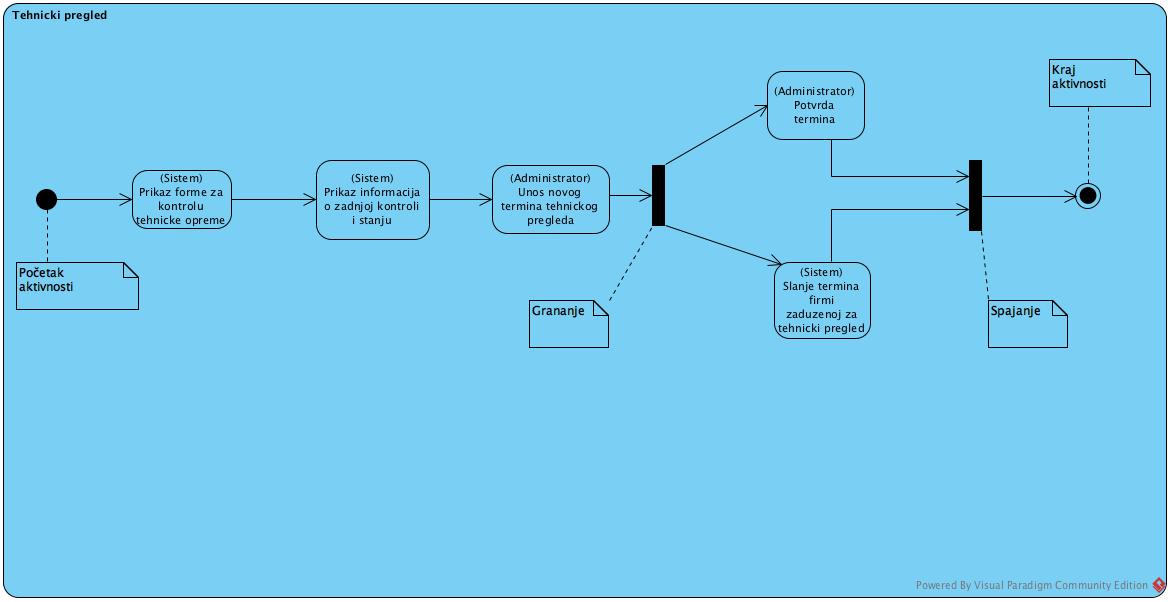 Tehnicki pregled
Kraj
aktivnosti
(Administrator)
Potvrda
termina
(Sistem)
Prikaz forme za
kontrolu
tehnicke opreme
(Sistem)
Prikaz informacija
o zadnjoj kontroli
i stanju
(Administrator)
Unos novog
termina tehnickog
pregleda
Početak
aktivnosti
Grananje
(Sistem)
Slanje termina
firmi
zaduzenoj za
tehnicki pregled
Spajanje
Powered By Visual Paradigm Community Edition